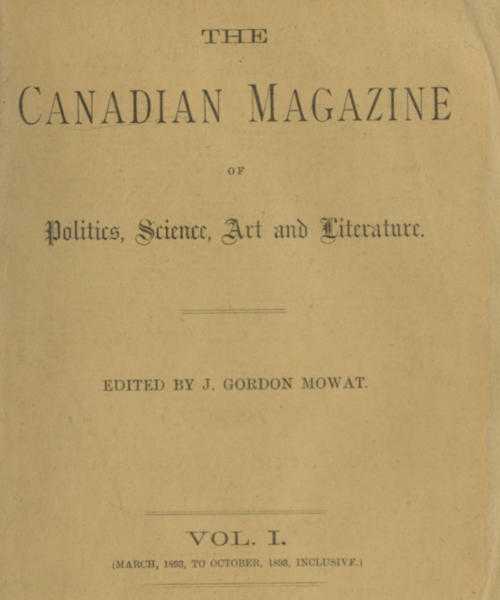 THE
CANADIAN MAGAZINE
OF
Politics, Science, Art and Literature.
EDITED BY J. GORDON MOWAT.
VOL. I.
(MARCH, 1893, TO OCTOBER, 1893, INCLUSIVE.)